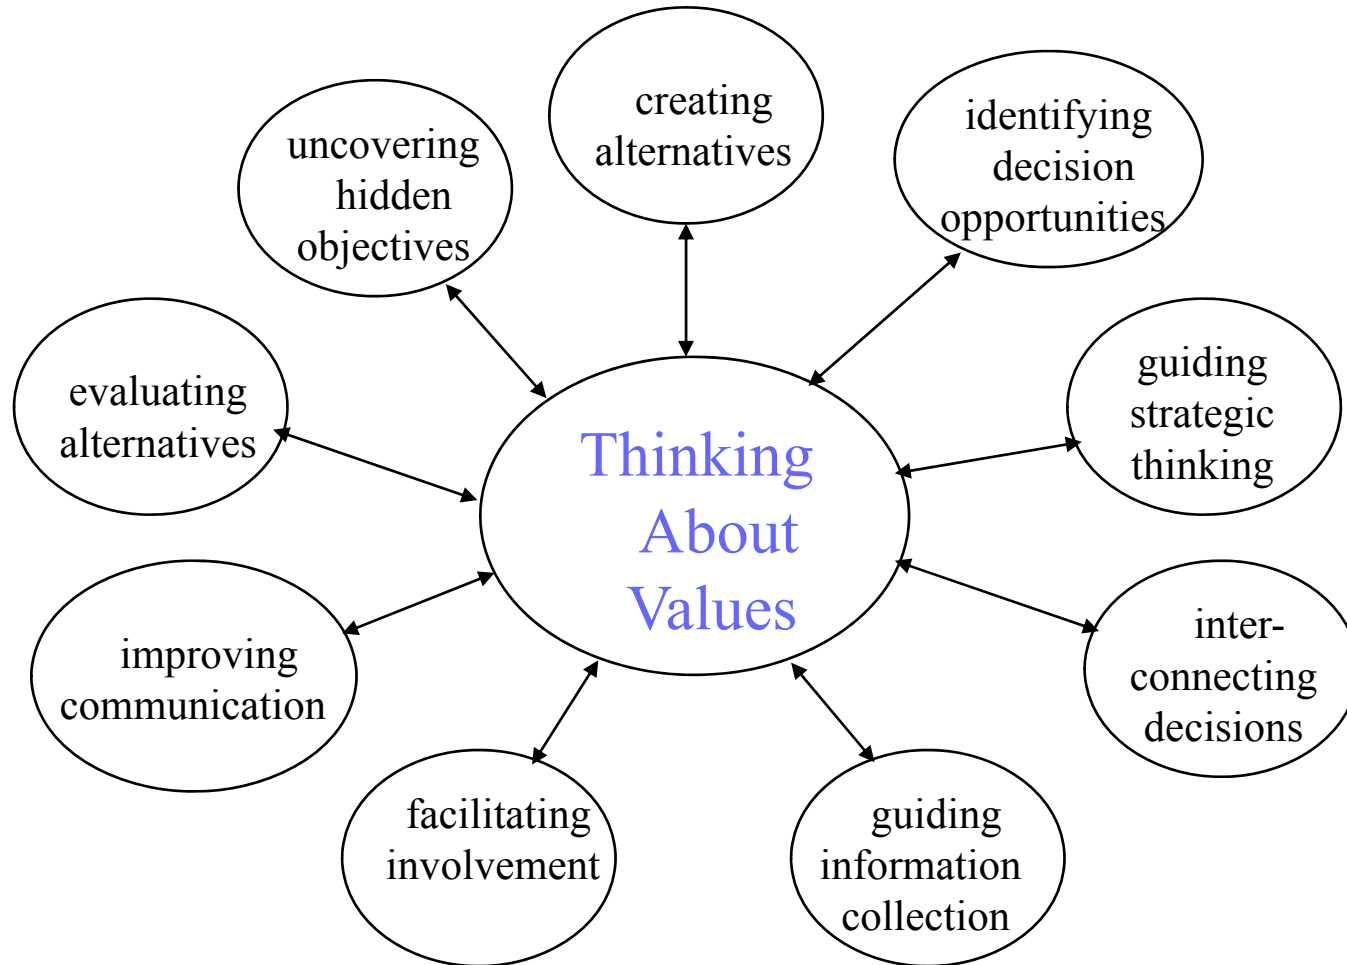 creating
alternatives
identifying
decision
opportunities
guiding
strategic
thinking
inter-
connecting
decisions
guiding
information
collection
facilitating
involvement
improving
communication
evaluating
alternatives
uncovering
hidden
objectives
Thinking
About
Values